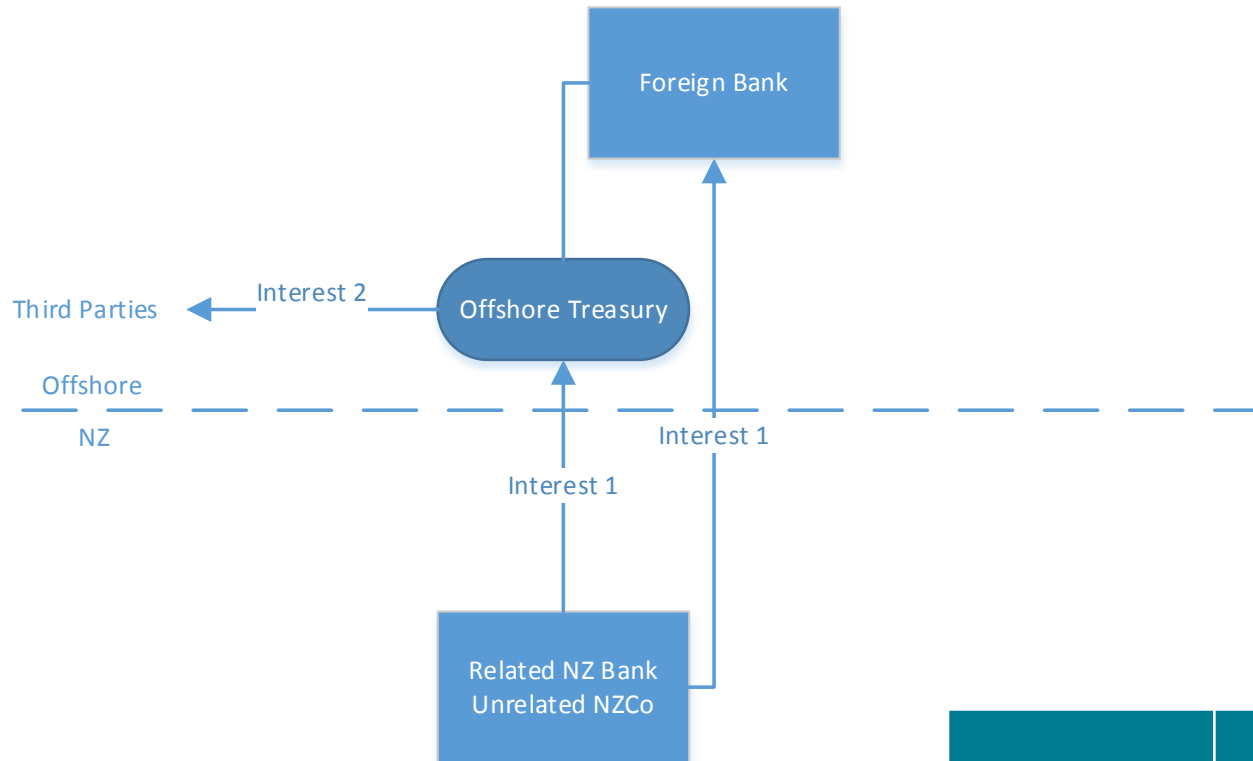 Foreign Bank
Interest 2
Third Parties
Offshore Treasury
Offshore
NZ
Interest 1
Interest 1
Related NZ Bank
Unrelated NZCo